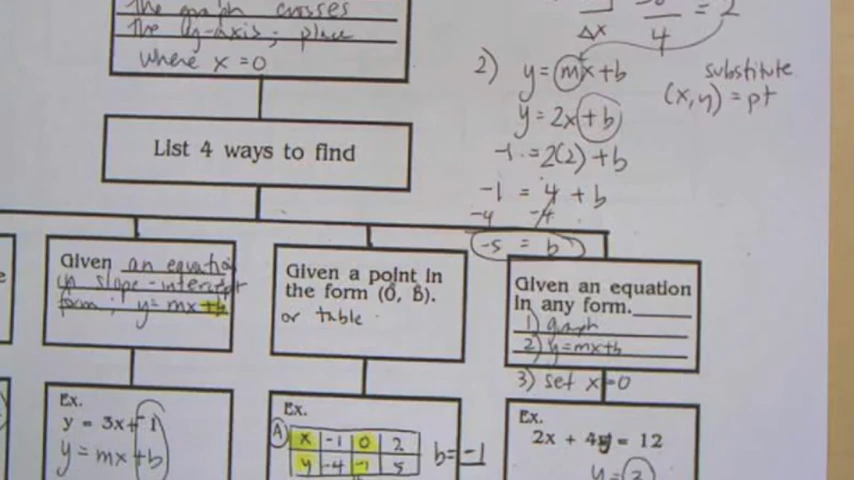 the graph crosses
the (y-axis; place
where x = 0
Δx
4
= 2
2) y = mx + b
substitute
(x, y) = pt
y = 2x + b
-1 = 2(2) + b
-1 = 4 + b
-4 -4
-5 = b
List 4 ways to find
Given an equation
in slope-intercept
form; y = mx + b
Given a point in
the form (0, B).
or table
Given an equation
in any form.
1) graph
2) y = mx + b
3) set x = 0
Ex.
y = 3x + -1
y = mx + b
Ex.
A
x | -1 | 0 | 2
y | -4 | -1 | 5
b = -1
Ex.
2x + 4y = 12
y = 3